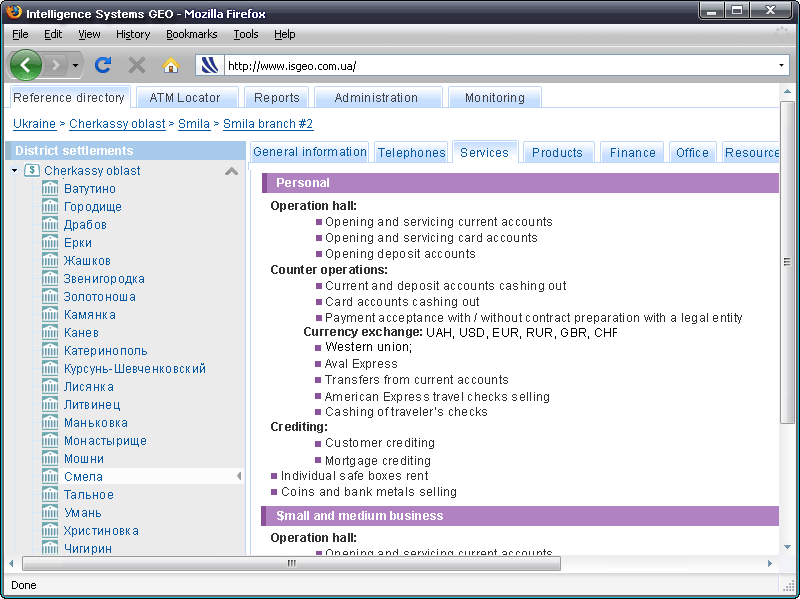 Intelligence Systems GEO - Mozilla Firefox
File Edit View History Bookmarks Tools Help
http://www.isgeo.com.ua/
Reference directory ATM Locator Reports Administration Monitoring
Ukraine > Cherkassy oblast > Smila > Smila branch #2
District settlements
Cherkassy oblast
Ватутино
Городище
Драбов
Ерки
Жашков
Звенигородка
Золотоноша
Камянка
Канев
Катеринополь
Курсунь-Шевченковский
Лисянка
Литвинец
Маньковка
Монастырище
Мошни
Смела
Тальное
Умань
Христиновка
Чигирин
General information Telephones Services Products Finance Office Resource
Personal
Operation hall:
Opening and servicing current accounts
Opening and servicing card accounts
Opening deposit accounts
Counter operations:
Current and deposit accounts cashing out
Card accounts cashing out
Payment acceptance with / without contract preparation with a legal entity
Currency exchange: UAH, USD, EUR, RUR, GBR, CHF
Western union;
Aval Express
Transfers from current accounts
American Express travel checks selling
Cashing of traveler's checks
Crediting:
Customer crediting
Mortgage crediting
Individual safe boxes rent
Coins and bank metals selling
$mall and medium business
Operation hall:
Opening and servicing current accounts
Done